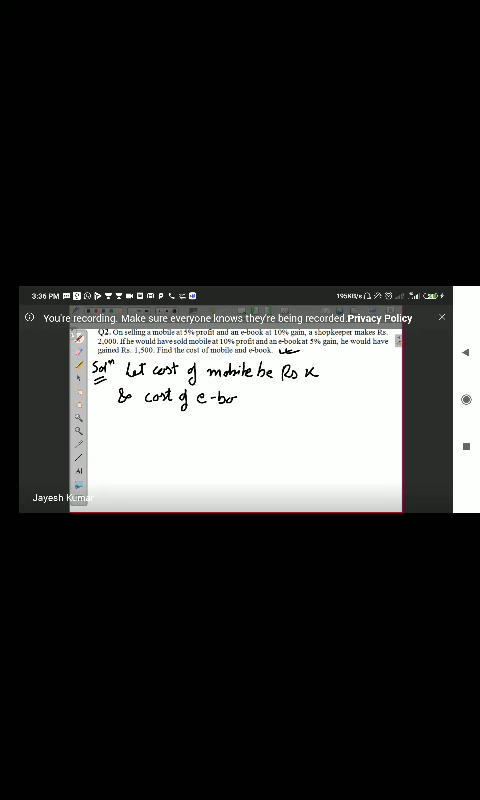 3:36 PM
195KB/s
You're recording. Make sure everyone knows they're being recorded.Privacy Policy
Q2. On selling a mobile at 5% profit and an e-book at 10% gain, a shopkeeper makes Rs.
2,000. If he would have sold mobile at 10% profit and an e-book at 5% gain, he would have
gained Rs. 1,500. Find the cost of mobile and e-book.
Solⁿ Let cost of mobile be Rs x
& cost of e-bo
AI
Jayesh Kumar